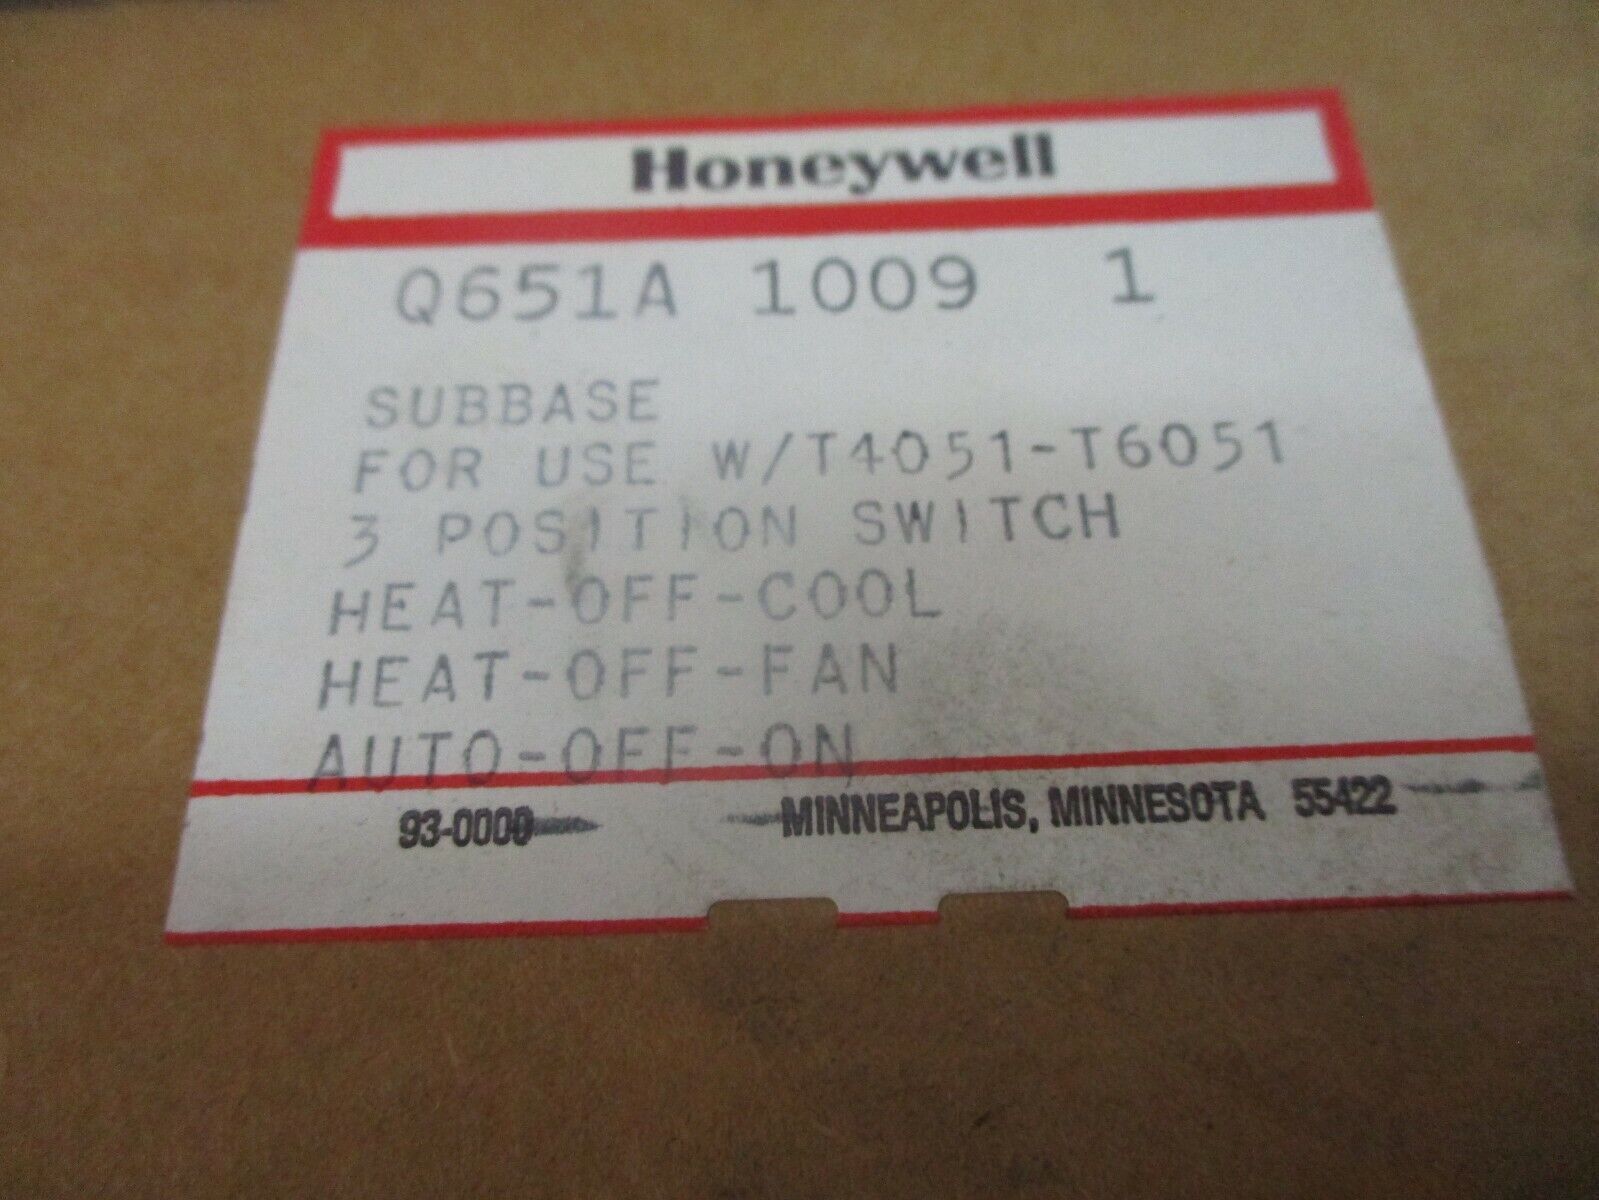 Honeywell
Q651A 1009 1
SUBBASE
FOR USE W/T4051-T6051
3 POSITION SWITCH
HEAT-OFF-COOL
HEAT-OFF-FAN
AUTO-OFF-ON
93-0000 MINNEAPOLIS, MINNESOTA 55422